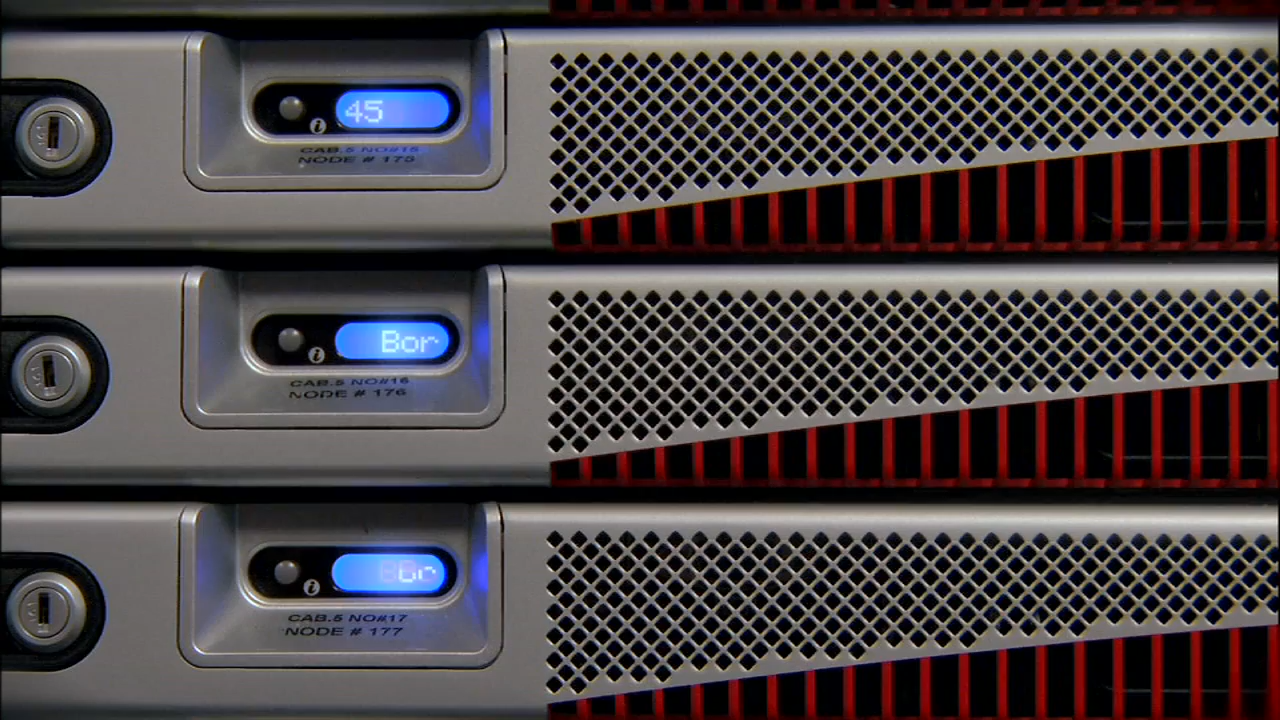 45
CAB.5 NO#15
NODE # 175
Bor
i
CAB.5 NO#16
NODE # 176
i
CAB.5 NO#17
NODE # 177